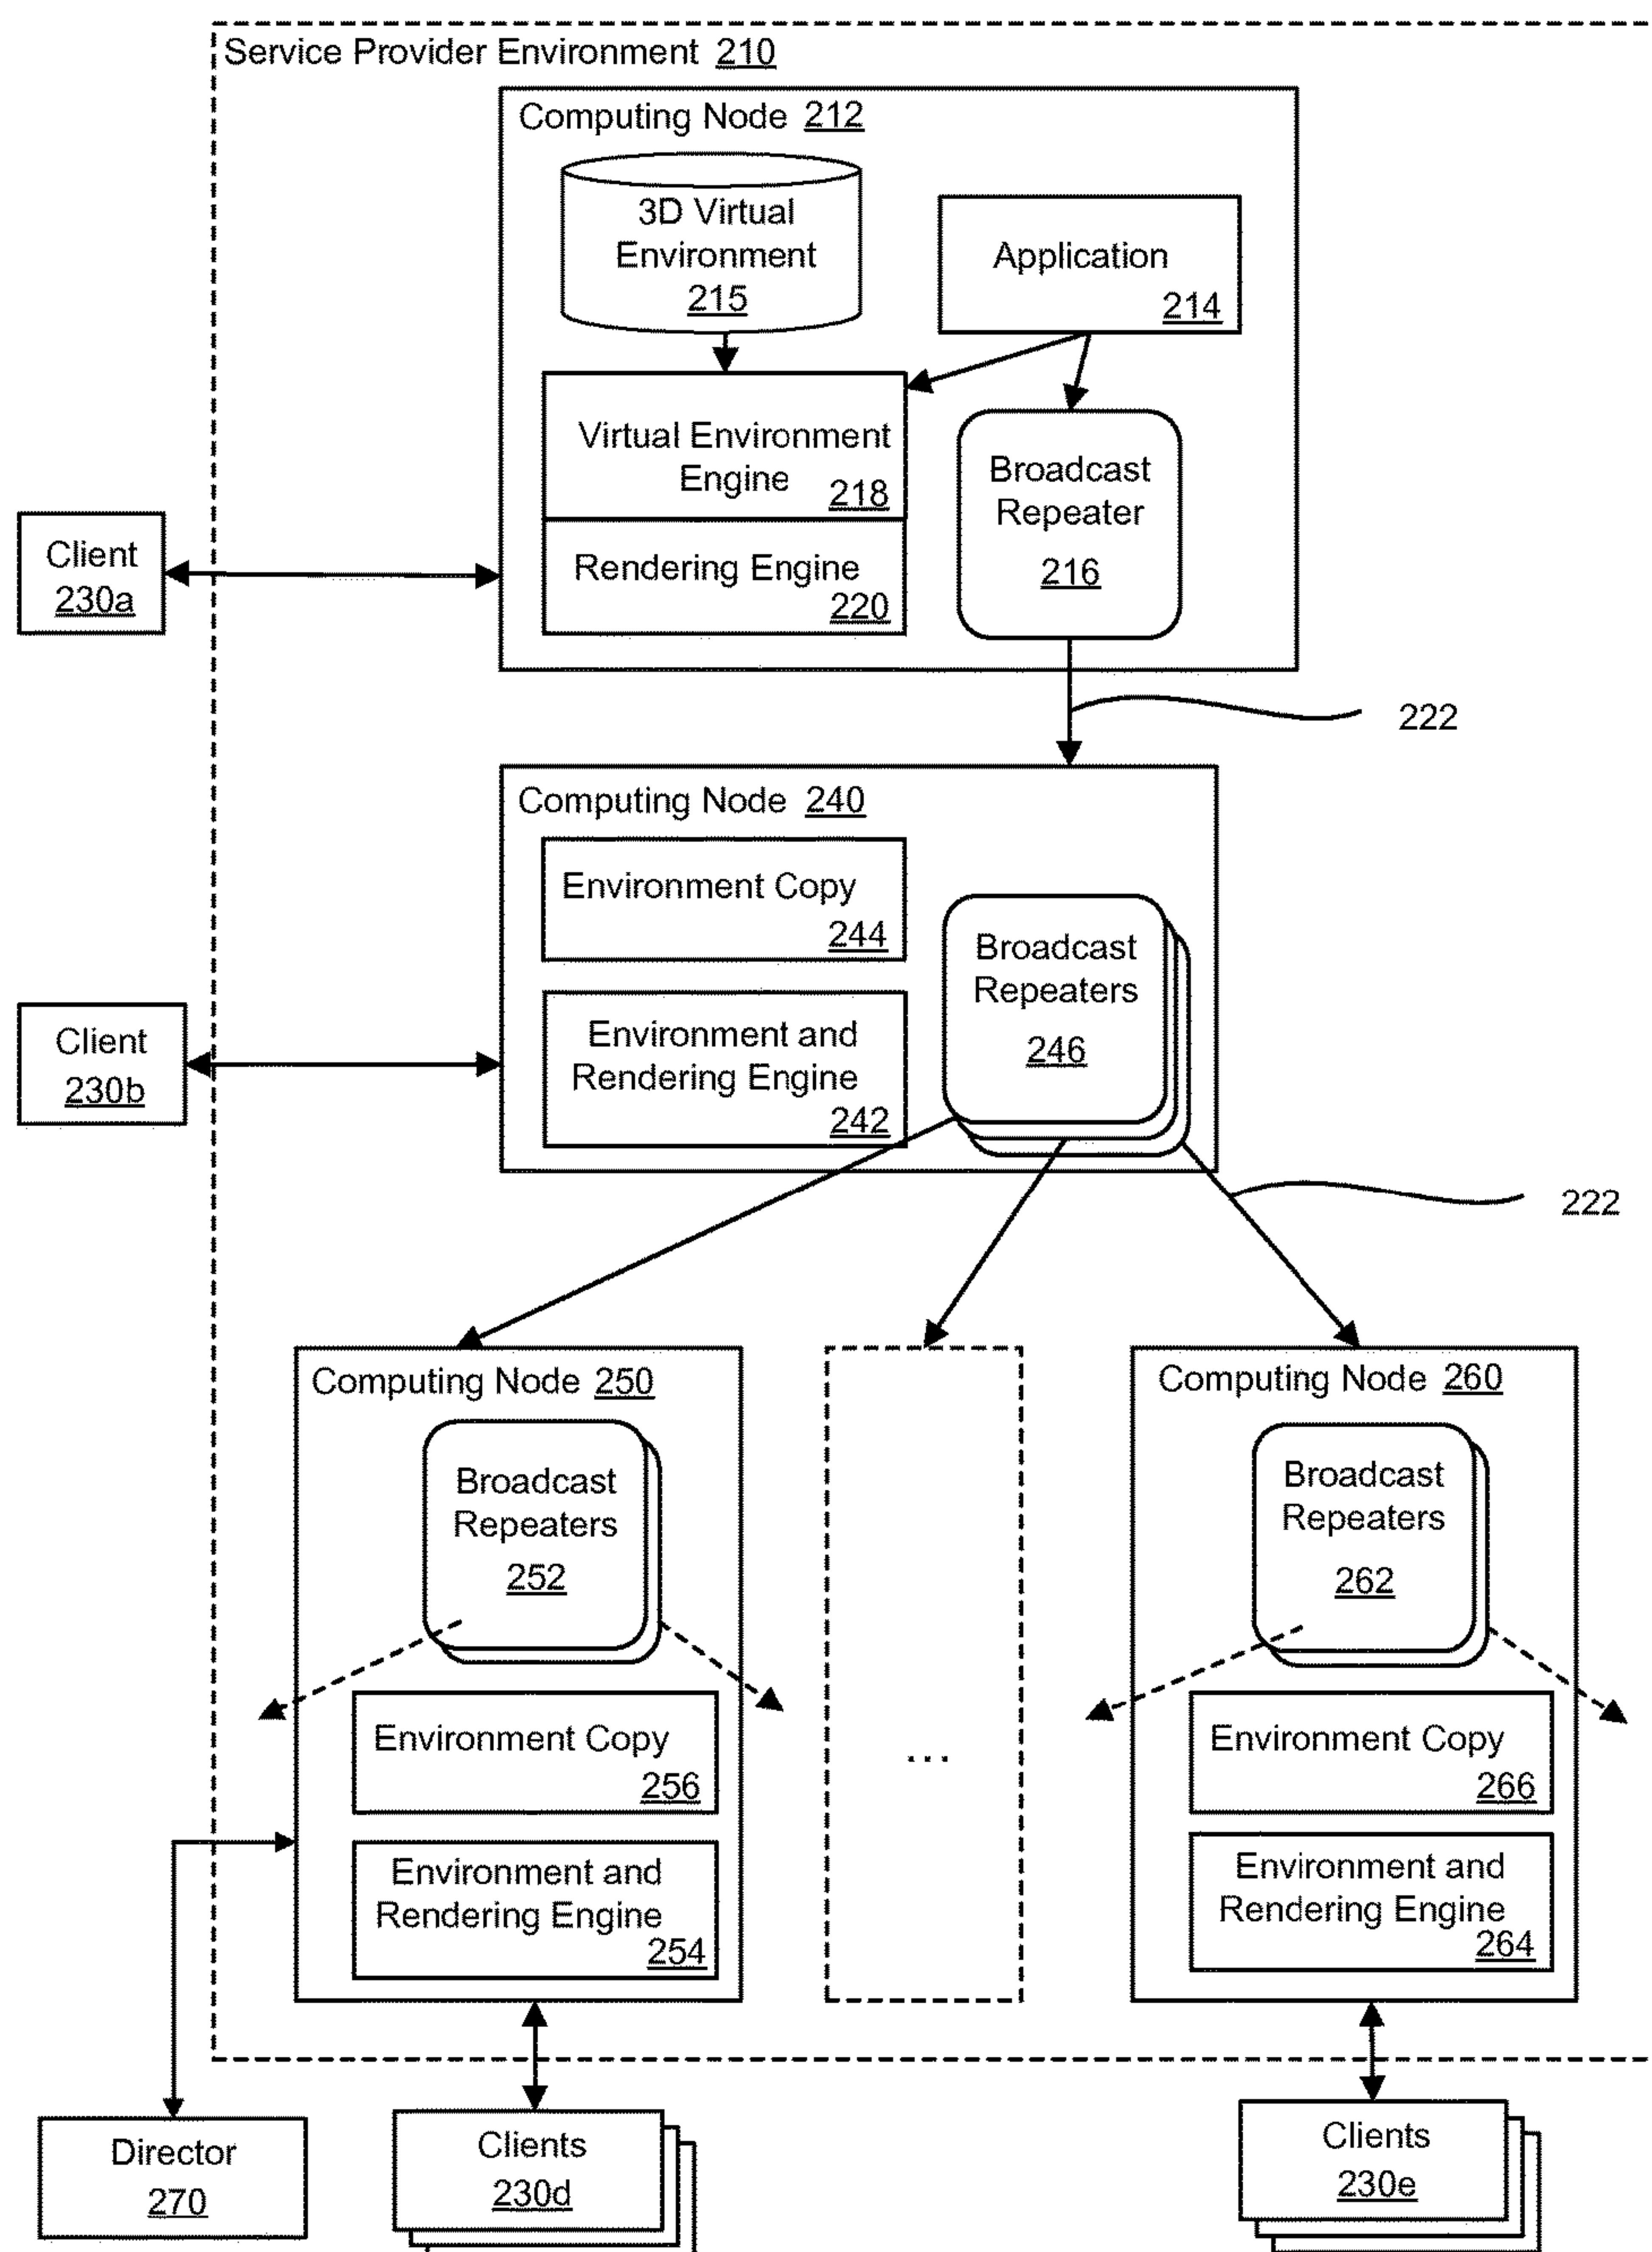 Service Provider Environment 210
Computing Node 212
3D Virtual
Environment
215
Application
214
Virtual Environment
Engine
218
Rendering Engine
220
Broadcast
Repeater
216
Client
230a
222
Computing Node 240
Environment Copy
244
Environment and
Rendering Engine
242
Broadcast
Repeaters
246
Client
230b
222
Computing Node 250
Broadcast
Repeaters
252
Environment Copy
256
Environment and
Rendering Engine
254
...
Computing Node 260
Broadcast
Repeaters
262
Environment Copy
266
Environment and
Rendering Engine
264
Director
270
Clients
230d
Clients
230e